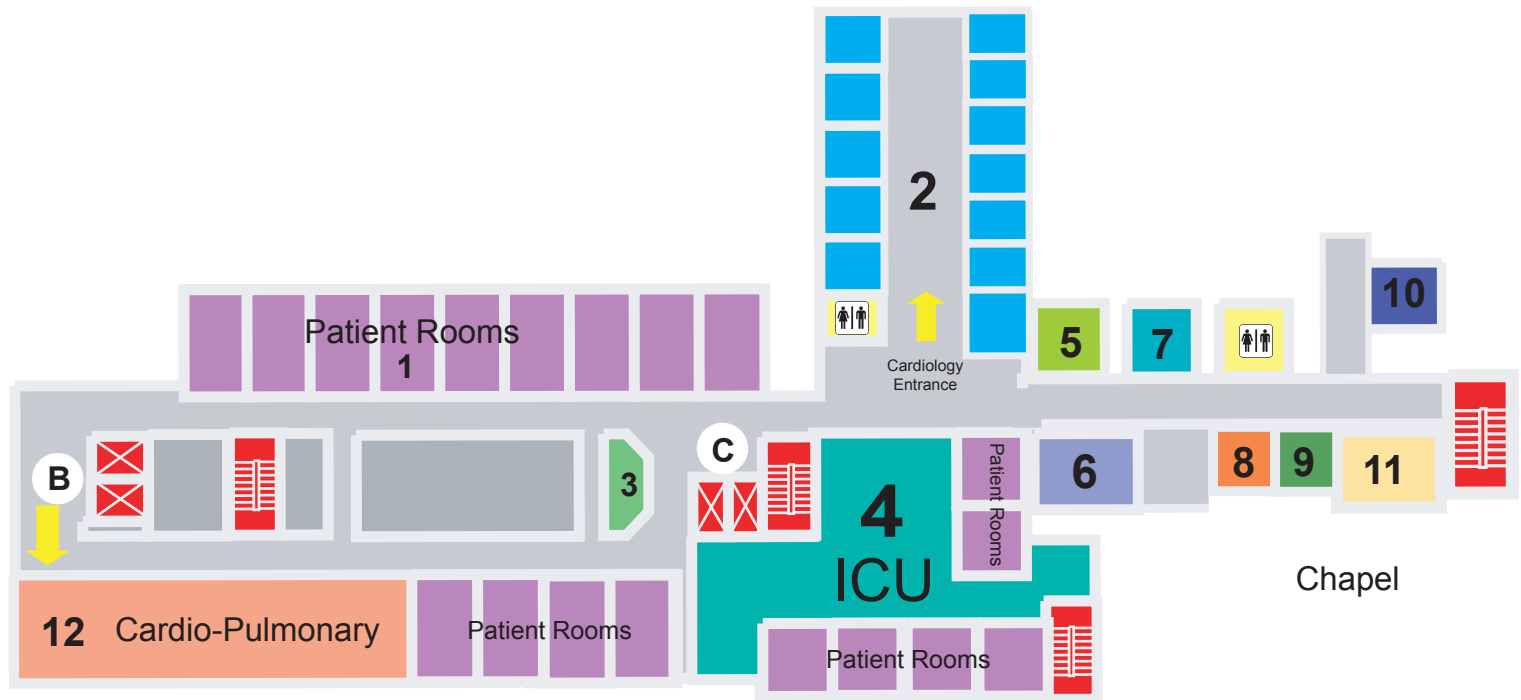 2
10
Patient Rooms
1
5
7
Cardiology
Entrance
B
C
3
4
ICU
Patient Rooms
6
8
9
11
Chapel
12 Cardio-Pulmonary
Patient Rooms
Patient Rooms